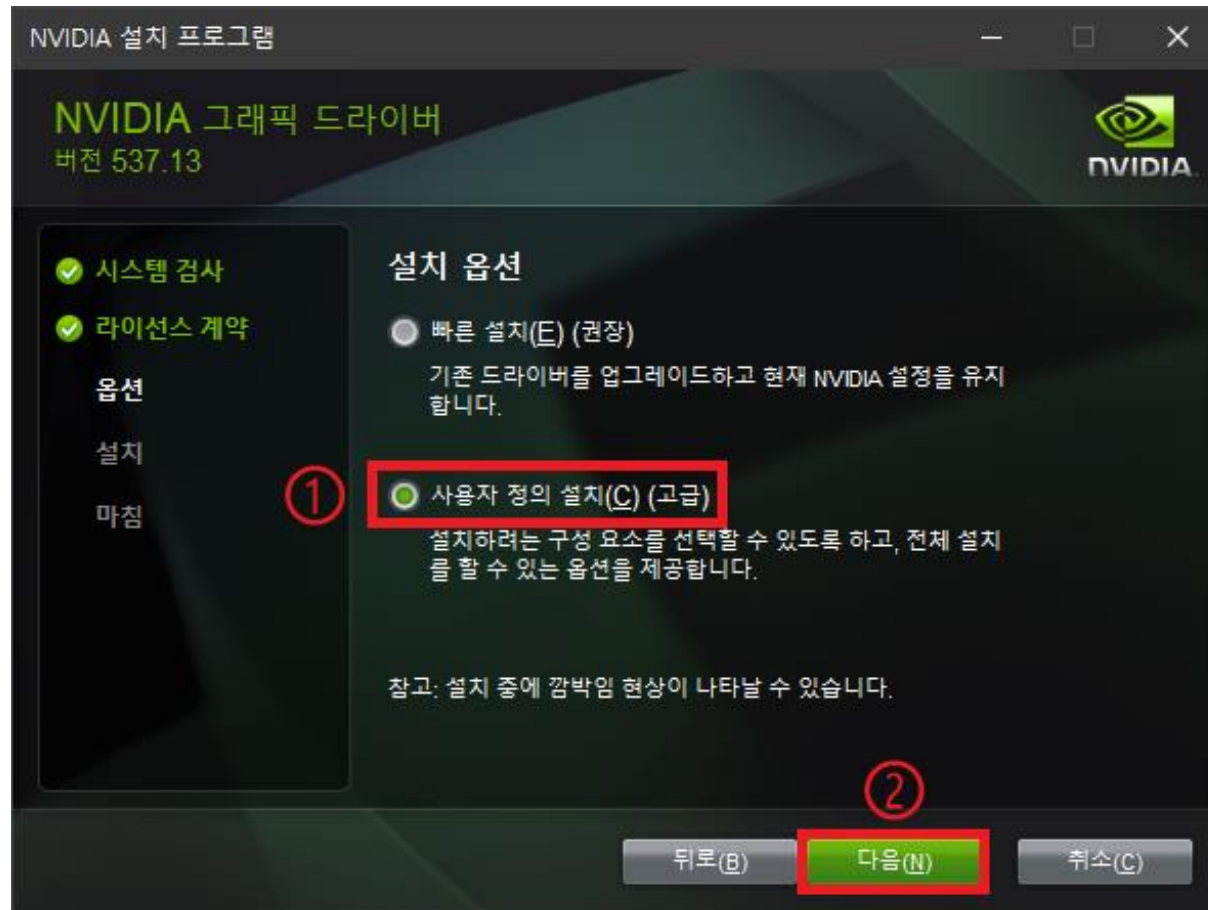 NVIDIA 설치 프로그램
NVIDIA 그래픽 드라이버
버전 537.13
NVIDIA.
시스템 검사
라이선스 계약
옵션
설치
마침
설치 옵션
빠른 설치(E) (권장)
기존 드라이버를 업그레이드하고 현재 NVIDIA 설정을 유지
합니다.
①
사용자 정의 설치(C) (고급)
설치하려는 구성 요소를 선택할 수 있도록 하고, 전체 설치
를 할 수 있는 옵션을 제공합니다.
참고: 설치 중에 깜박임 현상이 나타날 수 있습니다.
②
뒤로(B)
다음(N)
취소(C)